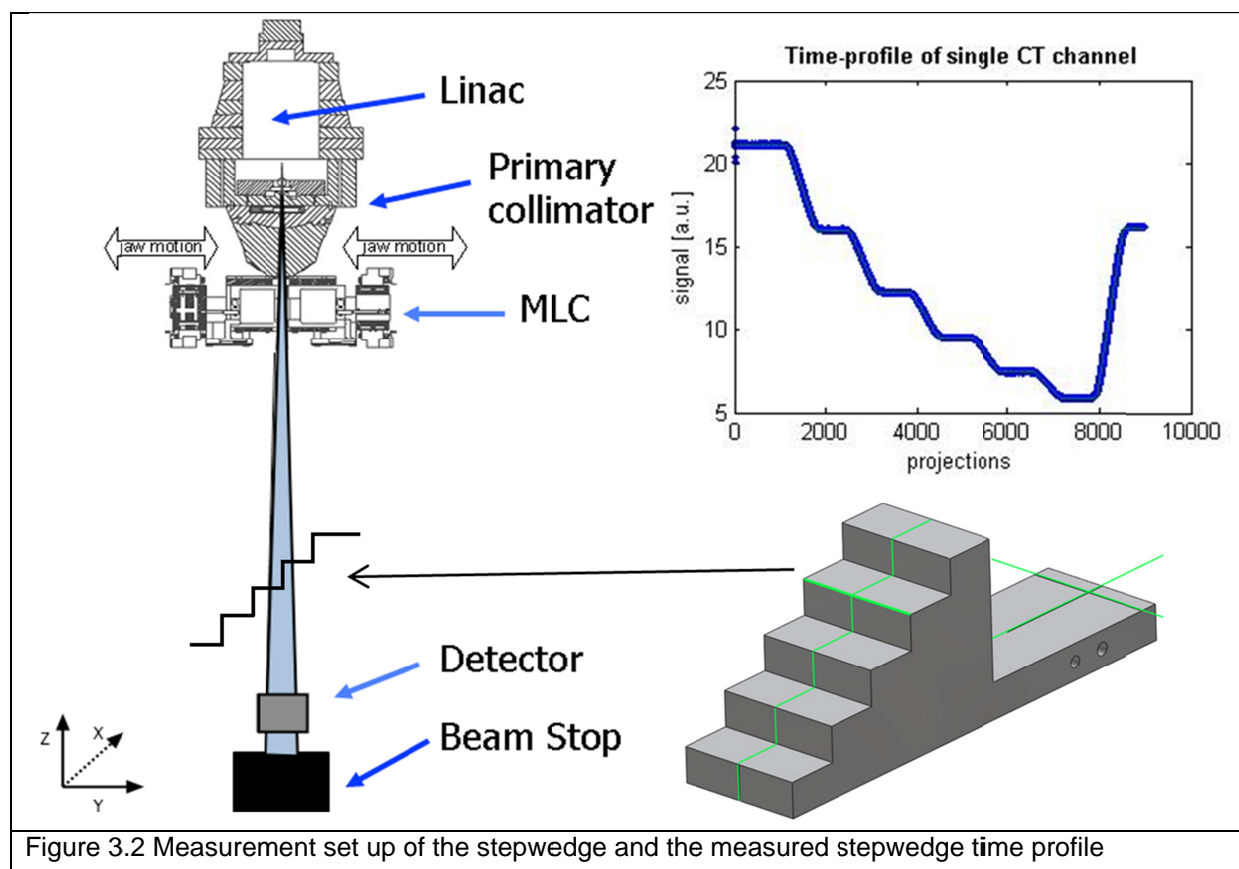 Linac
Primary
collimator
jaw motion
jaw motion
MLC
Detector
Beam Stop
Z
X
Y
Time-profile of single CT channel
signal [a.u.]
25
20
15
10
5
0
2000
4000
6000
8000
10000
projections
Figure 3.2 Measurement set up of the stepwedge and the measured stepwedge time profile